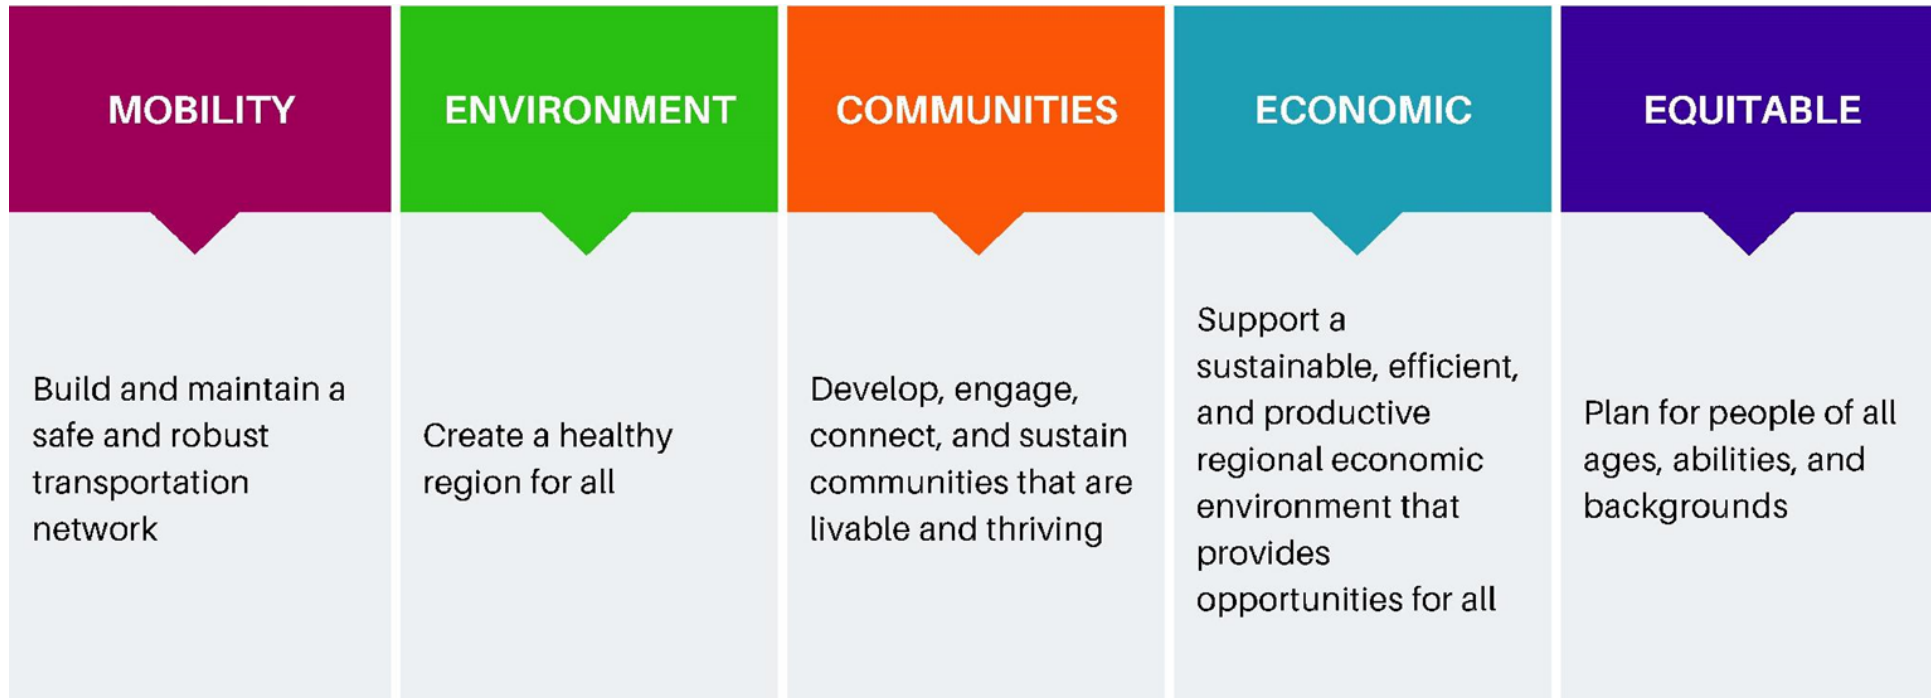 MOBILITY
Build and maintain a
safe and robust
transportation
network
ENVIRONMENT
Create a healthy
region for all
COMMUNITIES
Develop, engage,
connect, and sustain
communities that are
livable and thriving
ECONOMIC
Support a
sustainable, efficient,
and productive
regional economic
environment that
provides
opportunities for all
EQUITABLE
Plan for people of all
ages, abilities, and
backgrounds